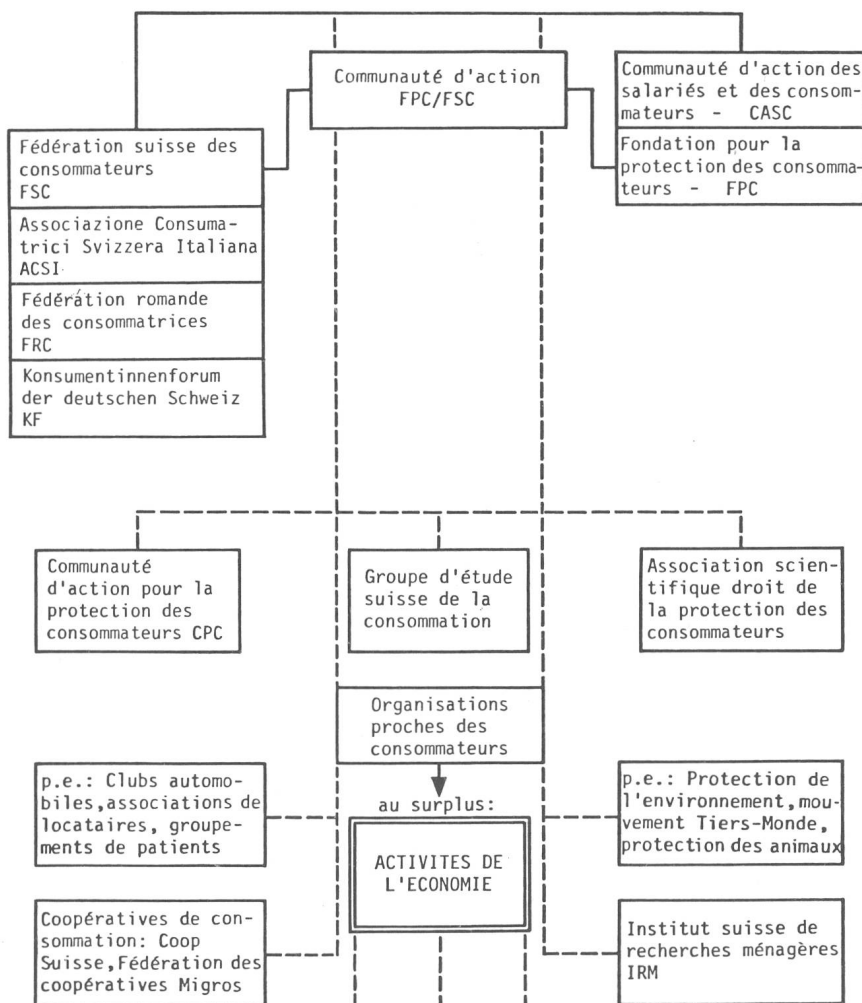 Communauté d'action
FPC/FSC
Communauté d'action des
salariés et des consom-
mateurs - CASC
Fondation pour la
protection des consomma-
teurs - FPC
Fédération suisse des
consommateurs
FSC
Associazione Consuma-
trici Svizzera Italiana
ACSI
Fédération romande
des consommatrices
FRC
Konsumentinnenforum
der deutschen Schweiz
KF
Communauté
d'action pour la
protection des
consommateurs CPC
Groupe d'étude
suisse de la
consommation
Association scien-
tifique droit de
la protection des
consommateurs
Organisations
proches des
consommateurs
p.e.: Clubs automo-
biles,associations de
locataires, groupe-
ments de patients
au surplus:
ACTIVITES DE
L'ECONOMIE
p.e.: Protection de
l'environnement,mou-
vement Tiers-Monde,
protection des animaux
Coopératives de con-
sommation: Coop
Suisse,Fédération des
coopératives Migros
Institut suisse de
recherches ménagères
IRM